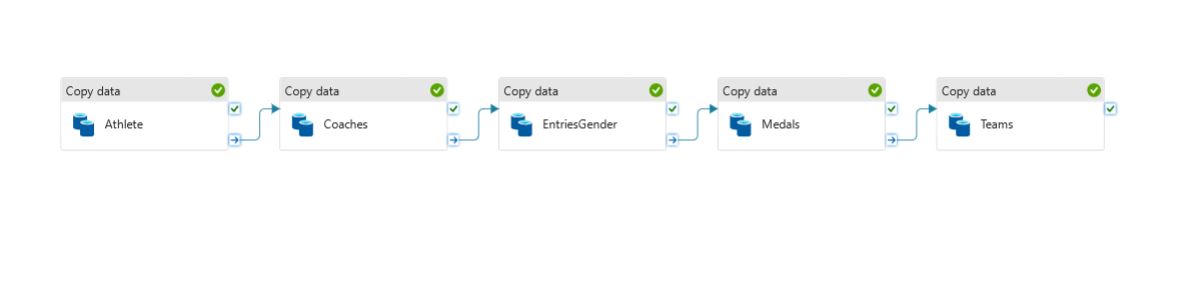 Copy data
Athlete
Copy data
Coaches
Copy data
EntriesGender
Copy data
Medals
Copy data
Teams